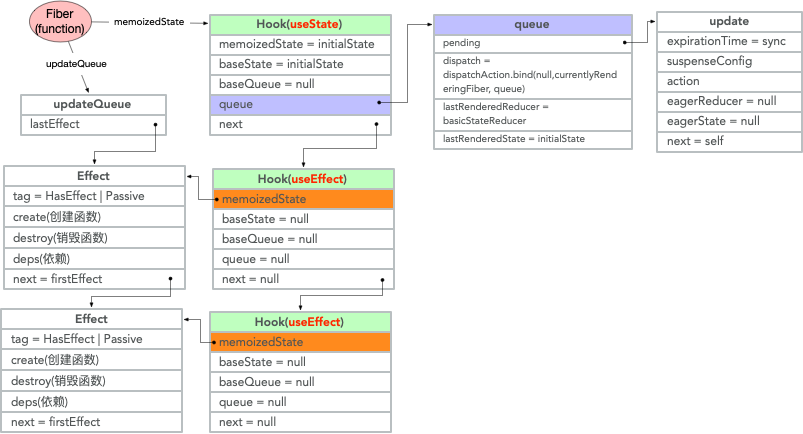 Fiber
(function)
memoizedState
updateQueue
Hook(useState)
memoizedState = initialState
baseState = initialState
baseQueue = null
queue
next
queue
pending
dispatch =
dispatchAction.bind(null,currentlyRen
deringFiber, queue)
lastRenderedReducer =
basicStateReducer
lastRenderedState = initialState
update
expirationTime = sync
suspenseConfig
action
eagerReducer = null
eagerState = null
next = self
updateQueue
lastEffect
Effect
tag = HasEffect | Passive
create(创建函数)
destroy(销毁函数)
deps(依赖)
next = firstEffect
Hook(useEffect)
memoizedState
baseState = null
baseQueue = null
queue = null
next = null
Effect
tag = HasEffect | Passive
create(创建函数)
destroy(销毁函数)
deps(依赖)
next = firstEffect
Hook(useEffect)
memoizedState
baseState = null
baseQueue = null
queue = null
next = null